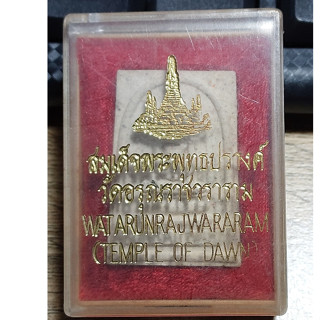 สมเด็จพระพุทธปรางค์
วัดอรุณราชวราราม
WATARUNRAJWARARAM
(TEMPLE OF DAWN)